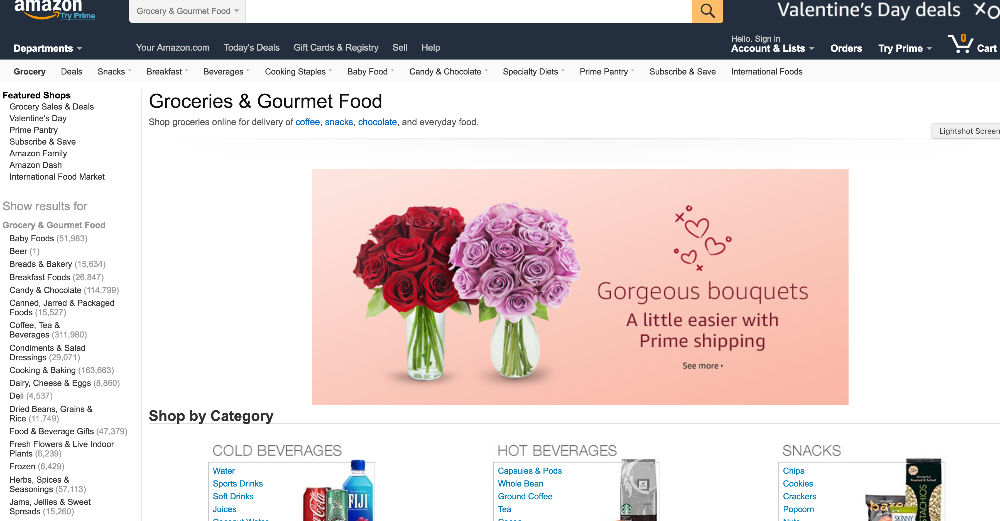 amazon
Try Prime
Grocery & Gourmet Food
Valentine's Day deals
Departments
Your Amazon.com
Today's Deals
Gift Cards & Registry
Sell
Help
Hello. Sign in
Account & Lists
Orders
Try Prime
0
Cart
Grocery
Deals
Snacks
Breakfast
Beverages
Cooking Staples
Baby Food
Candy & Chocolate
Specialty Diets
Prime Pantry
Subscribe & Save
International Foods
Featured Shops
Grocery Sales & Deals
Valentine's Day
Prime Pantry
Subscribe & Save
Amazon Family
Amazon Dash
International Food Market
Show results for
Grocery & Gourmet Food
Baby Foods (51,983)
Beer (1)
Breads & Bakery (15,634)
Breakfast Foods (26,847)
Candy & Chocolate (114,799)
Canned, Jarred & Packaged
Foods (15,527)
Coffee, Tea &
Beverages (311,980)
Condiments & Salad
Dressings (29,071)
Cooking & Baking (163,663)
Dairy, Cheese & Eggs (8,860)
Deli (4,537)
Dried Beans, Grains &
Rice (11,749)
Food & Beverage Gifts (47,379)
Fresh Flowers & Live Indoor
Plants (6,239)
Frozen (6,429)
Herbs, Spices &
Seasonings (57,113)
Jams, Jellies & Sweet
Spreads (15,260)
Groceries & Gourmet Food
Shop groceries online for delivery of coffee, snacks, chocolate, and everyday food.
Lightshot Screen
Gorgeous bouquets
A little easier with
Prime shipping
See more
Shop by Category
COLD BEVERAGES
Water
Sports Drinks
Soft Drinks
Juices
Coca-Cola
FIJI
HOT BEVERAGES
Capsules & Pods
Whole Bean
Ground Coffee
Tea
SNACKS
Chips
Cookies
Crackers
Popcorn
Wonderful
Roasted & Salted
SKINNY